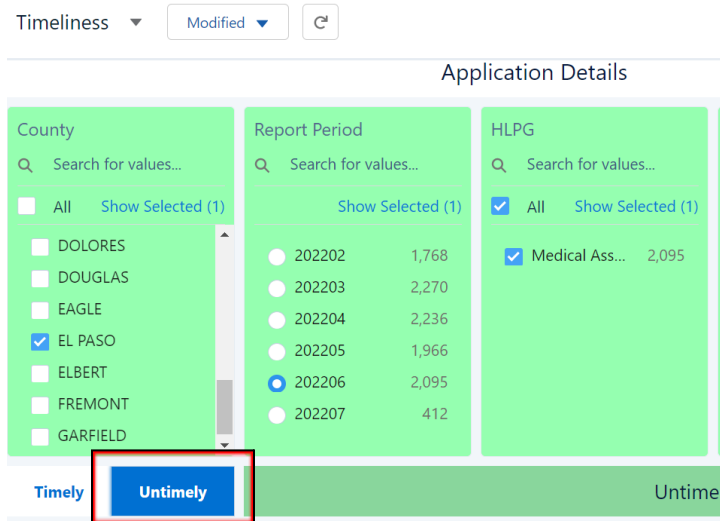 Timeliness Modified
Application Details
County
Search for values...
All Show Selected (1)
DOLORES
DOUGLAS
EAGLE
EL PASO
ELBERT
FREMONT
GARFIELD
Report Period
Search for values...
Show Selected (1)
202202 1,768
202203 2,270
202204 2,236
202205 1,966
202206 2,095
202207 412
HLPG
Search for values...
All Show Selected (1)
Medical Ass... 2,095
Timely Untimely Untime